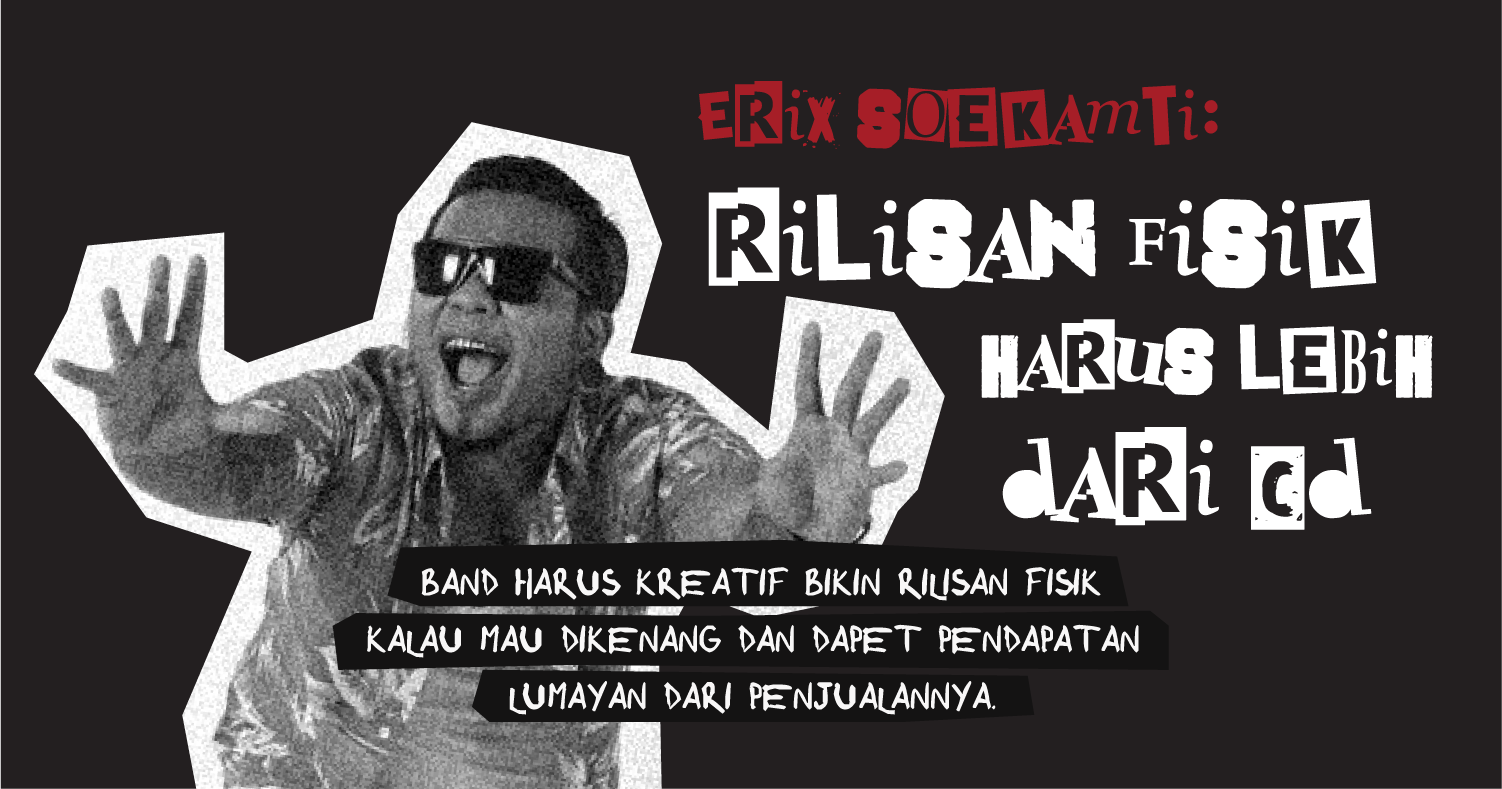 ERiX SOEKAmTi:
RiLiSAN FiSiK
HARuS LEBiH
dARi Cd
BAND HARUS KREATIF BIKIN RILISAN FISIK
KALAU MAU DIKENANG DAN DAPET PENDAPATAN
LUMAYAN DARI PENJUALANNYA.